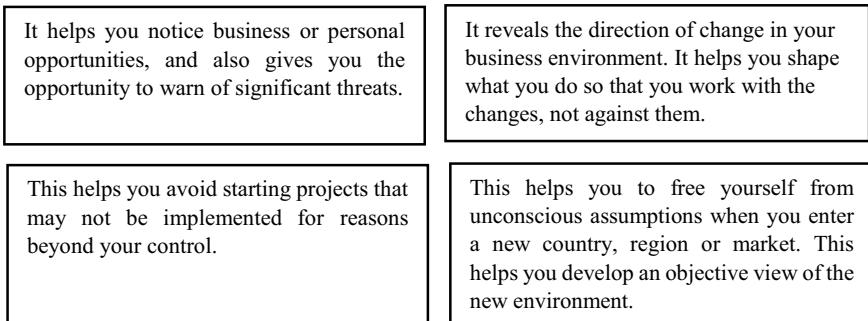 It helps you notice business or personal
opportunities, and also gives you the
opportunity to warn of significant threats.
It reveals the direction of change in your
business environment. It helps you shape
what you do so that you work with the
changes, not against them.
This helps you avoid starting projects that
may not be implemented for reasons
beyond your control.
This helps you to free yourself from
unconscious assumptions when you enter
a new country, region or market. This
helps you develop an objective view of the
new environment.